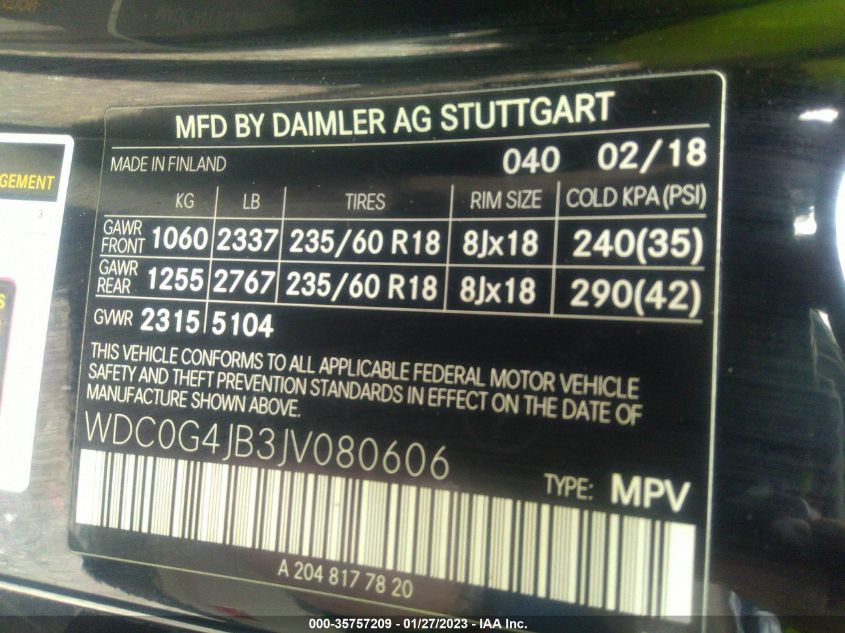 MFD BY DAIMLER AG STUTTGART
MADE IN FINLAND 040 02/18
KG LB TIRES RIM SIZE COLD KPA (PSI)
GAWR FRONT 1060 2337 235/60 R18 8Jx18 240(35)
GAWR REAR 1255 2767 235/60 R18 8Jx18 290(42)
GVWR 2315 5104
THIS VEHICLE CONFORMS TO ALL APPLICABLE FEDERAL MOTOR VEHICLE
SAFETY AND THEFT PREVENTION STANDARDS IN EFFECT ON THE DATE OF
MANUFACTURE SHOWN ABOVE.
WDC0G4JB3JV080606
TYPE: MPV
A 204 817 78 20
GEMENT
000-35757209 - 01/27/2023 - IAA Inc.